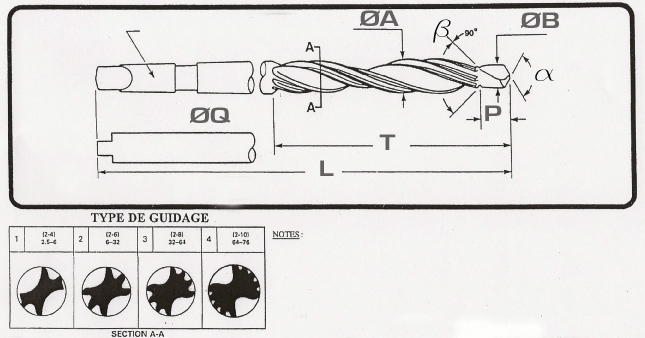 ØA
ØB
β
90°
A
A
α
ØQ
P
T
L
TYPE DE GUIDAGE
1 (2-4) 2.5-6
2 (2-6) 6-32
3 (2-8) 32-64
4 (2-10) 64-76
NOTES:
SECTION A-A